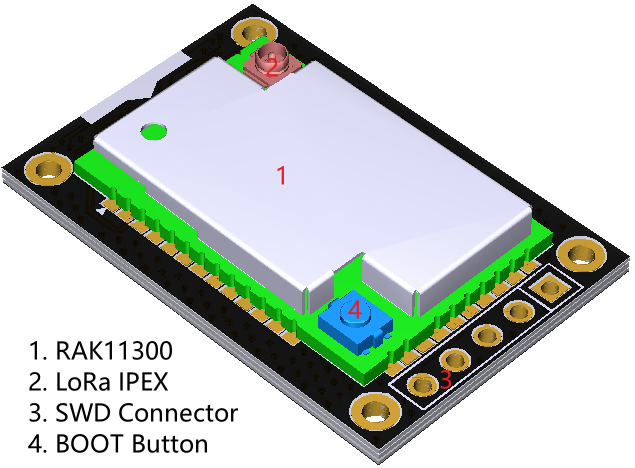 2
1
4
3
1. RAK11300
2. LoRa IPEX
3. SWD Connector
4. BOOT Button